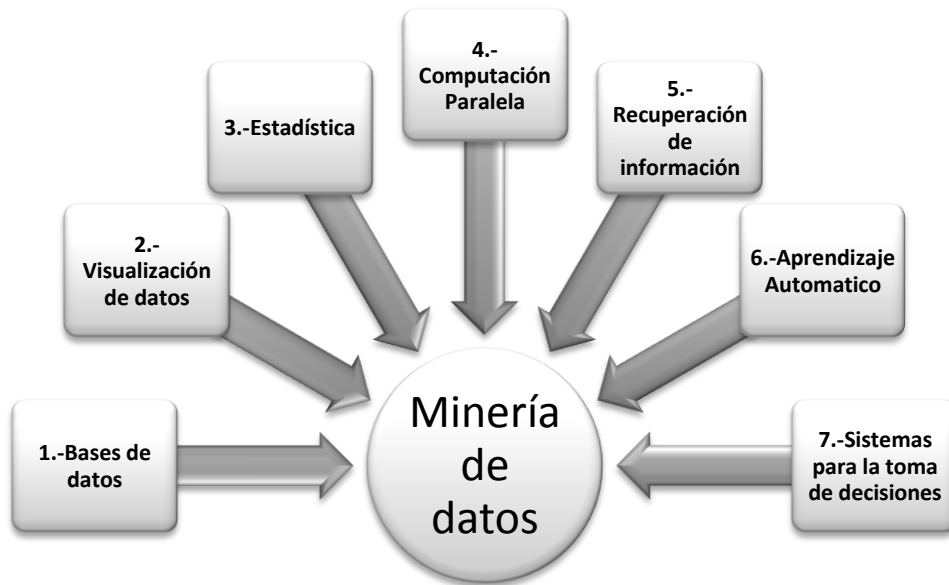 1.-Bases de
datos
2.-
Visualización
de datos
3.-Estadística
4.-
Computación
Paralela
5.-
Recuperación
de
información
6.-Aprendizaje
Automatico
7.-Sistemas
para la toma
de decisiones
Minería
de
datos